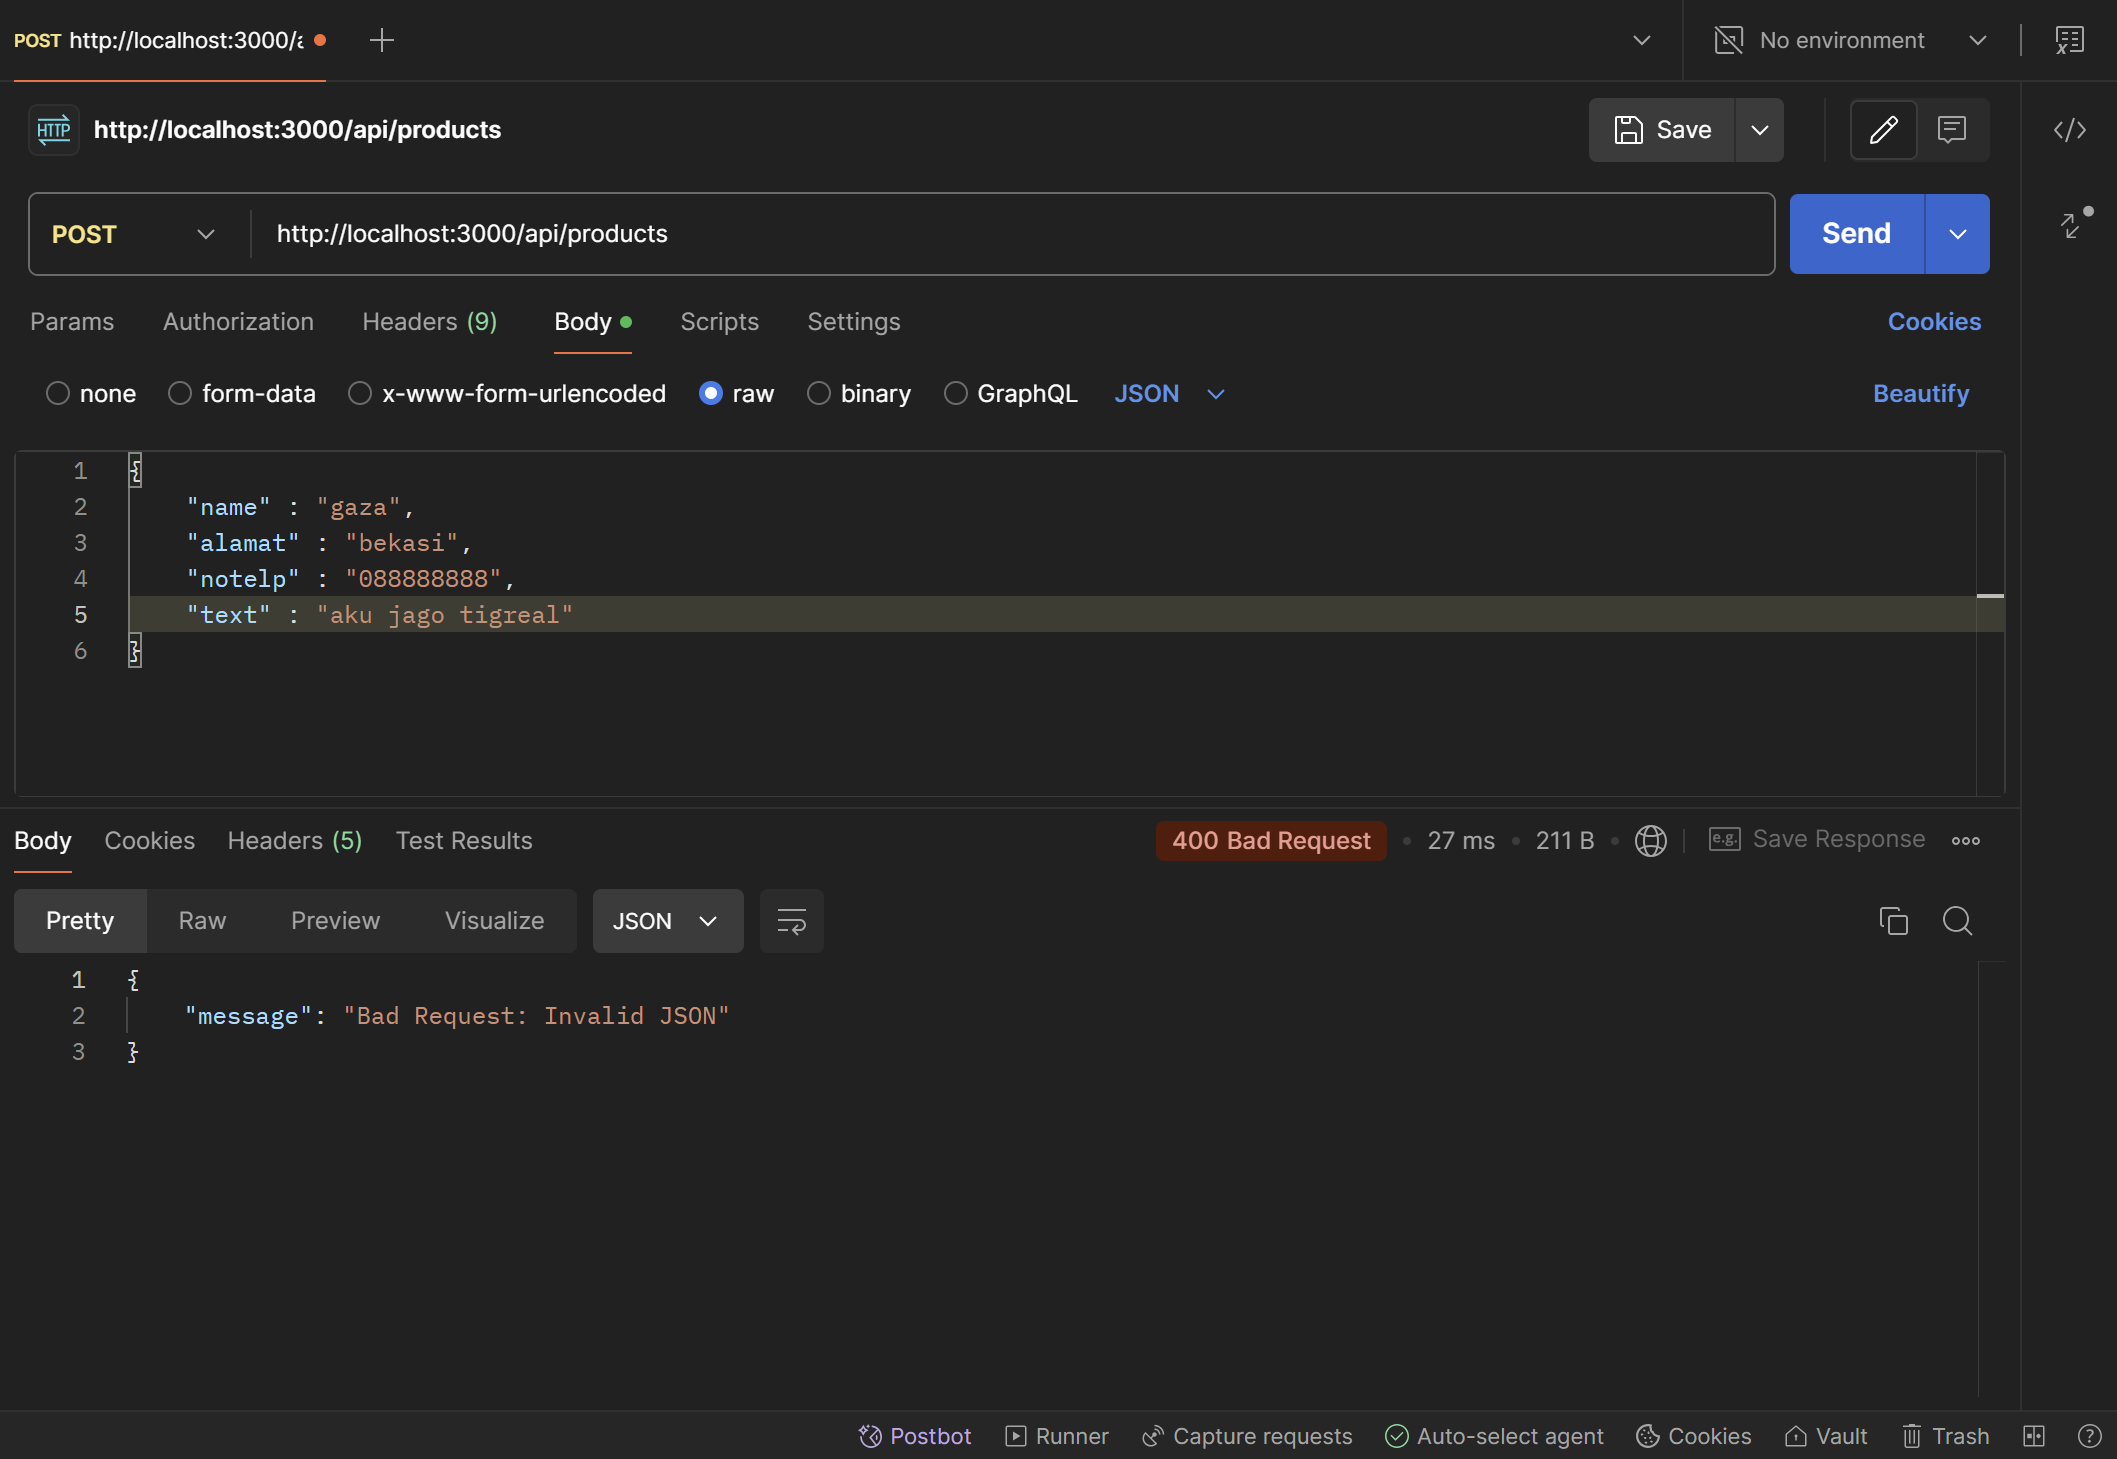 POST http://localhost:3000/a
No environment
HTTP http://localhost:3000/api/products
Save
POST http://localhost:3000/api/products
Send
Params Authorization Headers (9) Body Scripts Settings Cookies
none form-data x-www-form-urlencoded raw binary GraphQL JSON Beautify
1 {
2 "name" : "gaza",
3 "alamat" : "bekasi",
4 "notelp" : "088888888",
5 "text" : "aku jago tigreal"
6 }
Body Cookies Headers (5) Test Results 400 Bad Request • 27 ms • 211 B • e.g. Save Response
Pretty Raw Preview Visualize JSON
1 {
2 "message": "Bad Request: Invalid JSON"
3 }
Postbot Runner Capture requests Auto-select agent Cookies Vault Trash